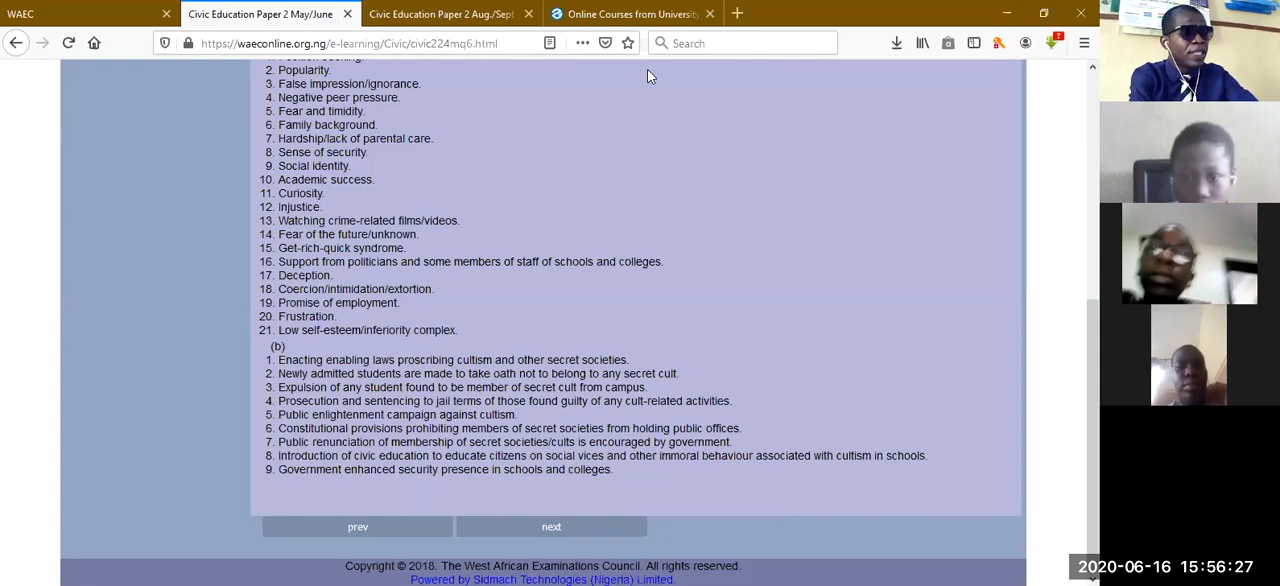 WAEC
Civic Education Paper 2 May/June
Civic Education Paper 2 Aug./Sept
Online Courses from University
https://waeconline.org.ng/e-learning/Civic/civic224mq6.html
Search
2. Popularity.
3. False impression/ignorance.
4. Negative peer pressure.
5. Fear and timidity.
6. Family background.
7. Hardship/lack of parental care.
8. Sense of security.
9. Social identity.
10. Academic success.
11. Curiosity.
12. Injustice.
13. Watching crime-related films/videos.
14. Fear of the future/unknown.
15. Get-rich-quick syndrome.
16. Support from politicians and some members of staff of schools and colleges.
17. Deception.
18. Coercion/intimidation/extortion.
19. Promise of employment.
20. Frustration.
21. Low self-esteem/inferiority complex.
(b)
1. Enacting enabling laws proscribing cultism and other secret societies.
2. Newly admitted students are made to take oath not to belong to any secret cult.
3. Expulsion of any student found to be member of secret cult from campus.
4. Prosecution and sentencing to jail terms of those found guilty of any cult-related activities.
5. Public enlightenment campaign against cultism.
6. Constitutional provisions prohibiting members of secret societies from holding public offices.
7. Public renunciation of membership of secret societies/cults is encouraged by government.
8. Introduction of civic education to educate citizens on social vices and other immoral behaviour associated with cultism in schools.
9. Government enhanced security presence in schools and colleges.
prev
next
Copyright © 2018. The West African Examinations Council. All rights reserved.
Powered by Sidmach Technologies (Nigeria) Limited.
2020-06-16 15:56:27